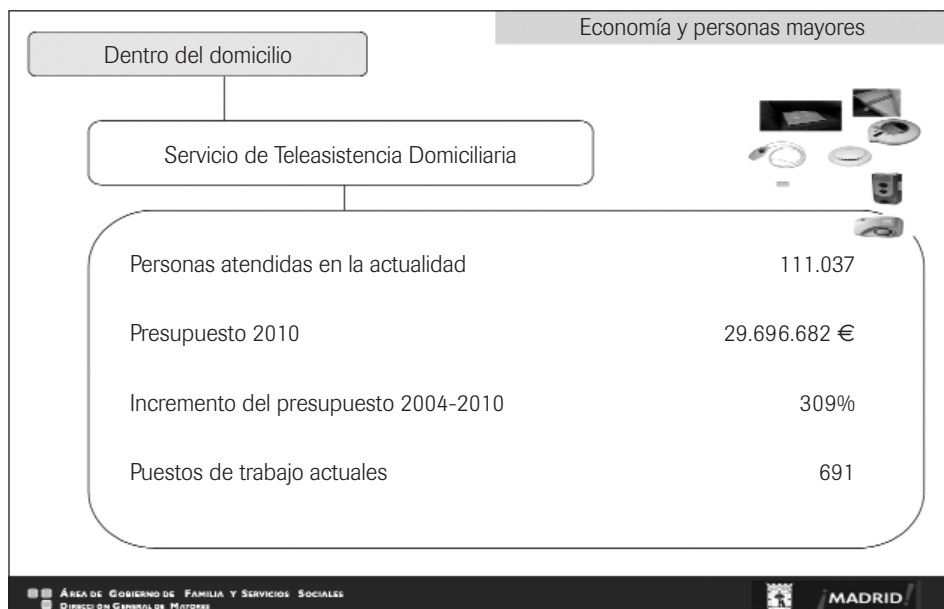 Economía y personas mayores
Dentro del domicilio
Servicio de Teleasistencia Domiciliaria
Personas atendidas en la actualidad 111.037
Presupuesto 2010 29.696.682 €
Incremento del presupuesto 2004-2010 309%
Puestos de trabajo actuales 691
ÁREA DE GOBIERNO DE FAMILIA Y SERVICIOS SOCIALES
DIRECCIÓN GENERAL DE MAYORES
¡MADRID!